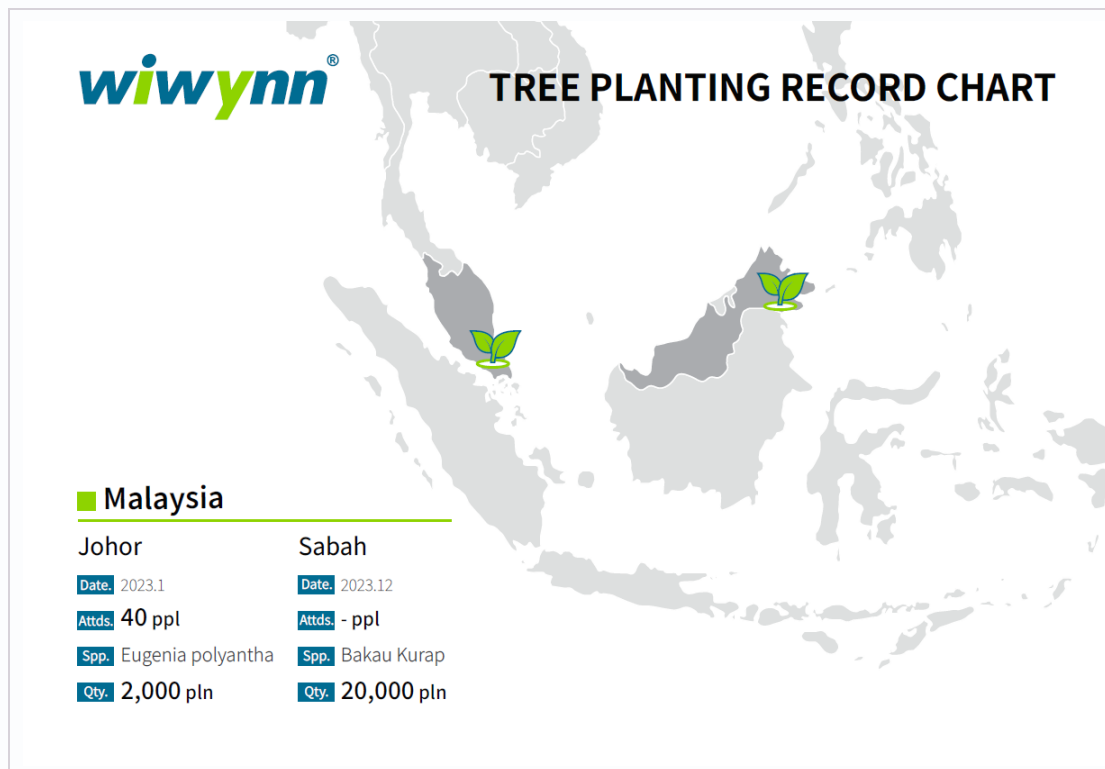 wiwynn®
TREE PLANTING RECORD CHART
Malaysia
Johor
Date. 2023.1
Attds. 40 ppl
Spp. Eugenia polyantha
Qty. 2,000 pln
Sabah
Date. 2023.12
Attds. - ppl
Spp. Bakau Kurap
Qty. 20,000 pln